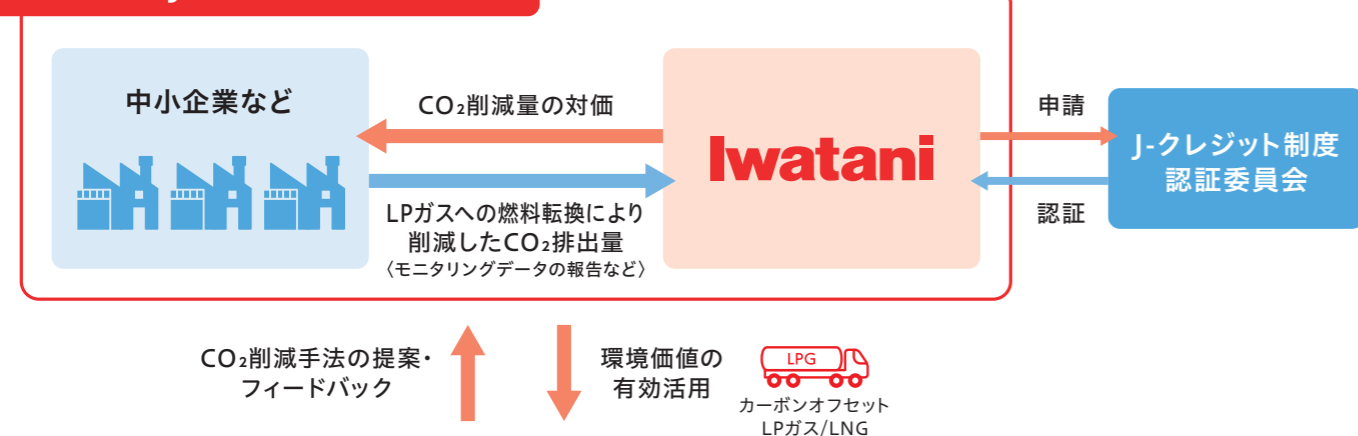 中小企業など
CO₂削減量の対価
LPガスへの燃料転換により
削減したCO₂排出量
〈モニタリングデータの報告など〉
Iwatani
申請
認証
J-クレジット制度
認証委員会
CO₂削減手法の提案・
フィードバック
環境価値の
有効活用
LPG
カーボンオフセット
LPガス/LNG